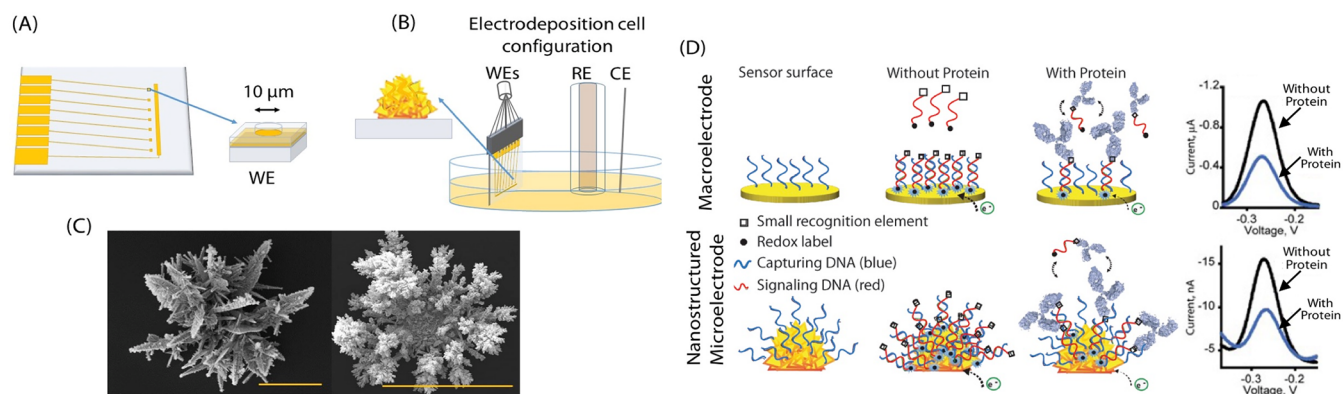 (A)
10 µm
WE
(B)
Electrodeposition cell
configuration
WEs
RE
CE
(C)
(D)
Sensor surface
Without Protein
With Protein
Macroelectrode
e⁻
e⁻
Small recognition element
Redox label
Capturing DNA (blue)
Signaling DNA (red)
Nanostructured
Microelectrode
e⁻
e⁻
Current, µA
-1.2
-0.8
-0.4
0
-0.3
-0.2
Voltage, V
Without
Protein
With
Protein
Current, nA
-15
-10
-5
-0.3
-0.2
Voltage, V
Without
Protein
With
Protein